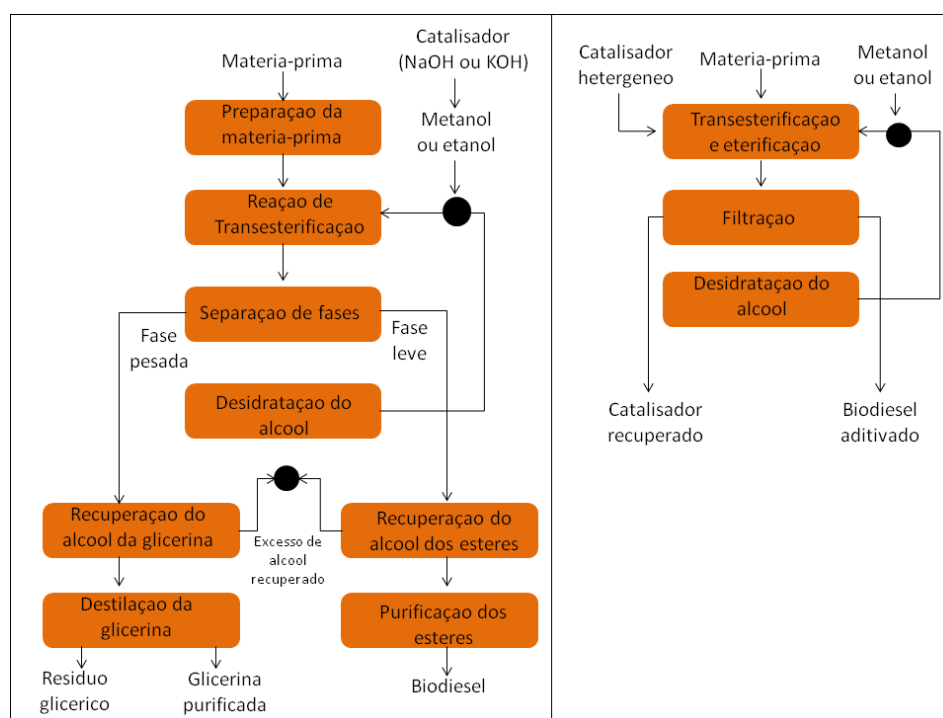 Materia-prima
Catalisador
(NaOH ou KOH)
Preparaçao da
materia-prima
Metanol
ou etanol
Reaçao de
Transesterificaçao
Separaçao de fases
Fase
pesada
Fase
leve
Desidrataçao do
alcool
Recuperaçao do
alcool da glicerina
Excesso de
alcool
recuperado
Recuperaçao do
alcool dos esteres
Destilaçao da
glicerina
Purificaçao dos
esteres
Residuo
glicerico
Glicerina
purificada
Biodiesel
Catalisador
hetergeneo
Materia-prima
Metanol
ou etanol
Transesterificaçao
e eterificaçao
Filtraçao
Desidrataçao do
alcool
Catalisador
recuperado
Biodiesel
aditivado